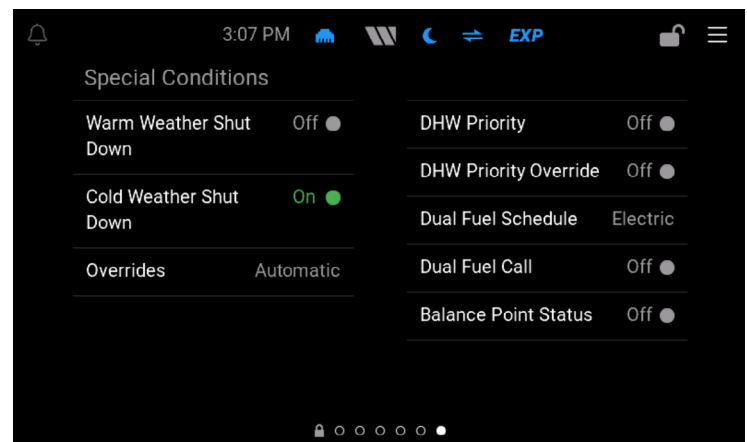 3:07 PM EXP
Special Conditions
Warm Weather Shut Off
Down
Cold Weather Shut On
Down
Overrides Automatic
DHW Priority Off
DHW Priority Override Off
Dual Fuel Schedule Electric
Dual Fuel Call Off
Balance Point Status Off